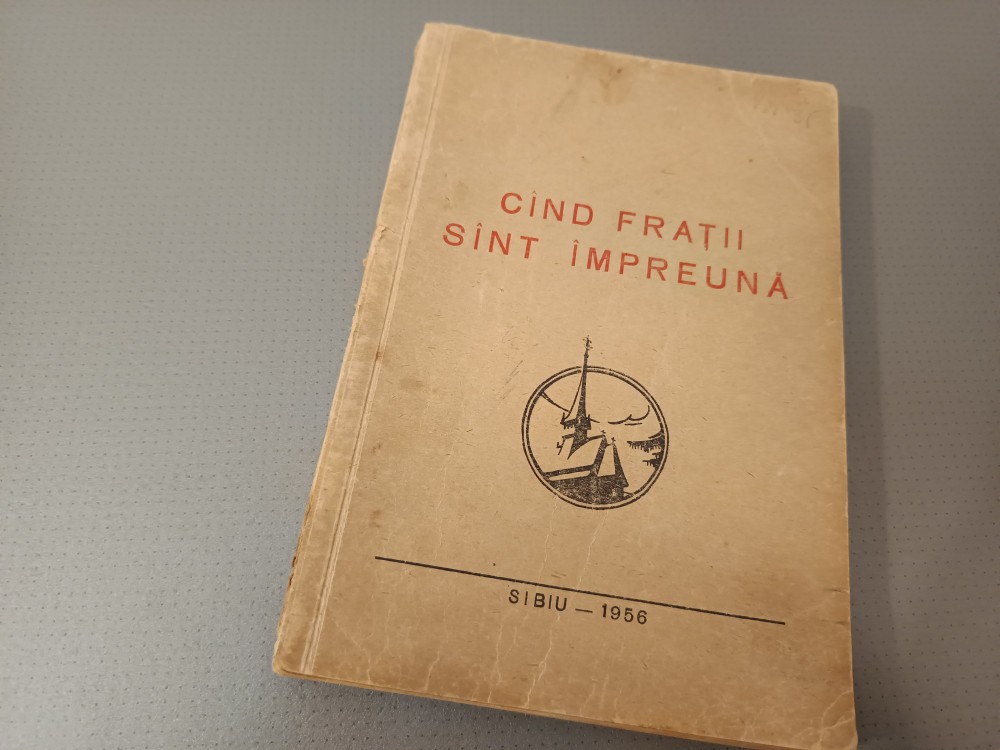 CÎND FRAȚII
SÎNT ÎMPREUNĂ
SIBIU — 1956